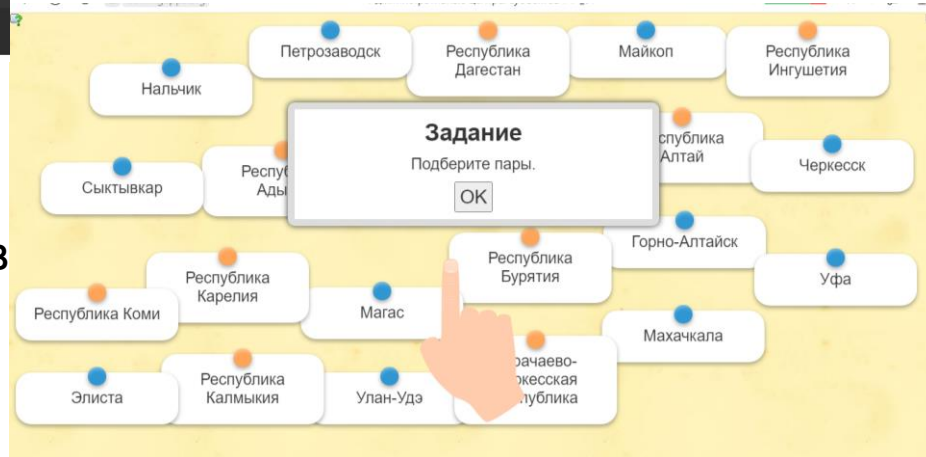 Петрозаводск
Республика
Дагестан
Майкоп
Республика
Ингушетия
Нальчик
Задание
Подберите пары.
OK
Алтай
Черкесск
Сыктывкар
Горно-Алтайск
Республика
Бурятия
Уфа
Республика
Карелия
Республика Коми
Магас
Махачкала
Элиста
Республика
Калмыкия
Улан-Удэ